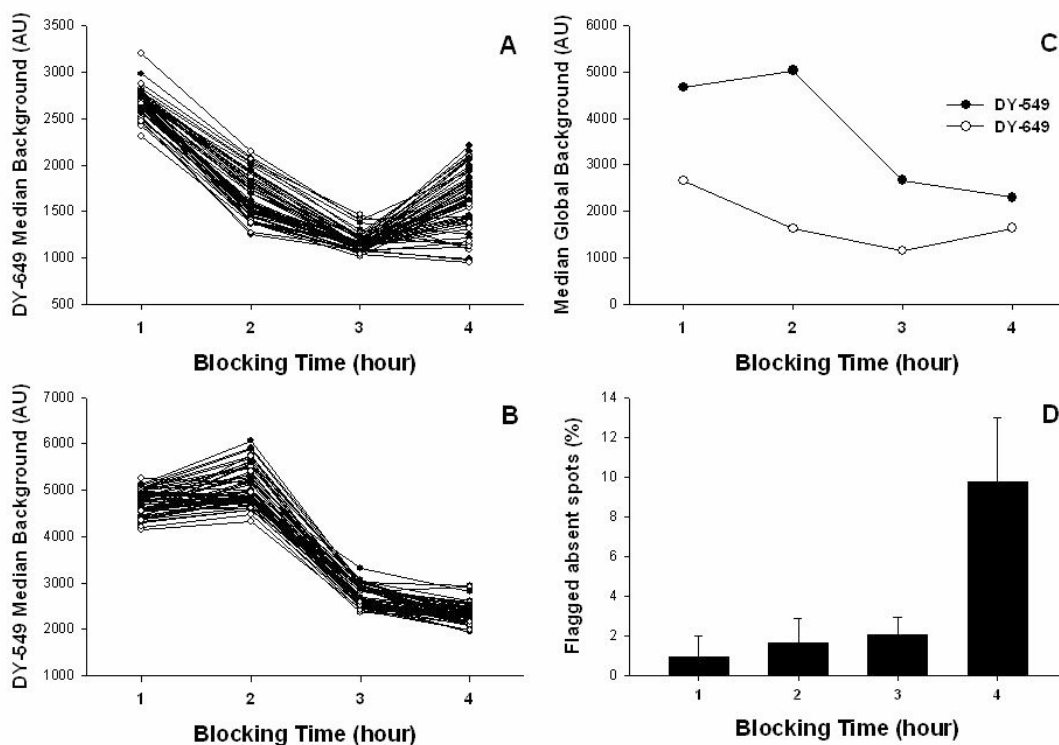 DY-649 Median Background (AU)
3500
3000
2500
2000
1500
1000
500
A
1 2 3 4
Blocking Time (hour)
Median Global Background (AU)
6000
5000
4000
3000
2000
1000
0
C
DY-549
DY-649
1 2 3 4
Blocking Time (hour)
DY-549 Median Background (AU)
7000
6000
5000
4000
3000
2000
1000
B
1 2 3 4
Blocking Time (hour)
Flagged absent spots (%)
14
12
10
8
6
4
2
0
D
1 2 3 4
Blocking Time (hour)